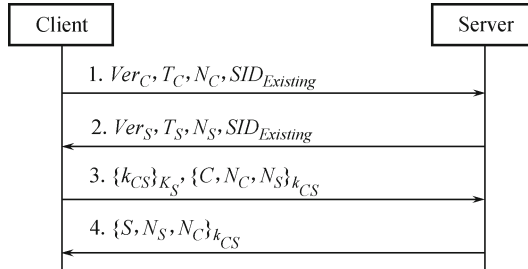 Client
Server
1. Ver_C, T_C, N_C, SID_Existing
2. Ver_S, T_S, N_S, SID_Existing
3. {k_CS}_K_S, {C, N_C, N_S}_k_CS
4. {S, N_S, N_C}_k_CS